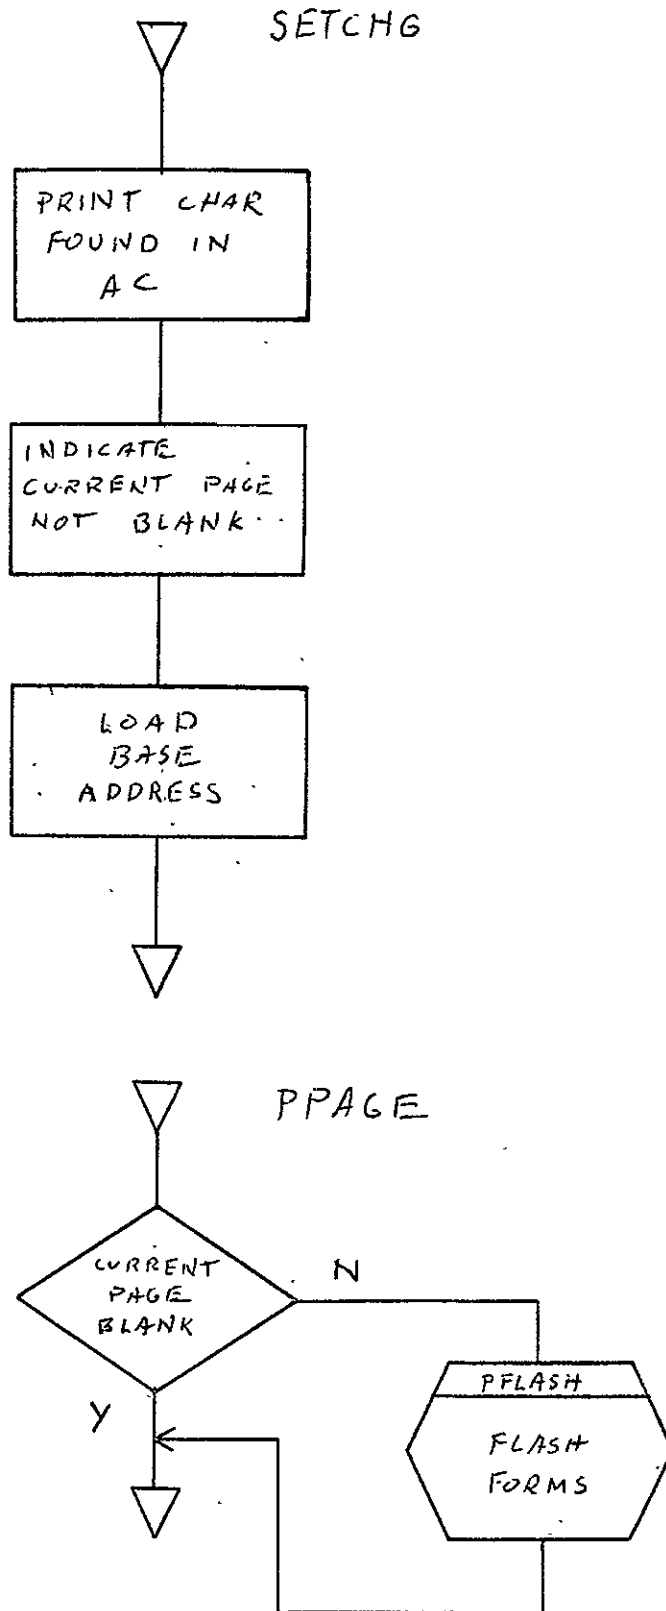 SETCHG
PRINT CHAR
FOUND IN
AC
INDICATE
CURRENT PAGE
NOT BLANK
LOAD
BASE
ADDRESS
PPAGE
CURRENT
PAGE
BLANK
N
Y
PFLASH
FLASH
FORMS